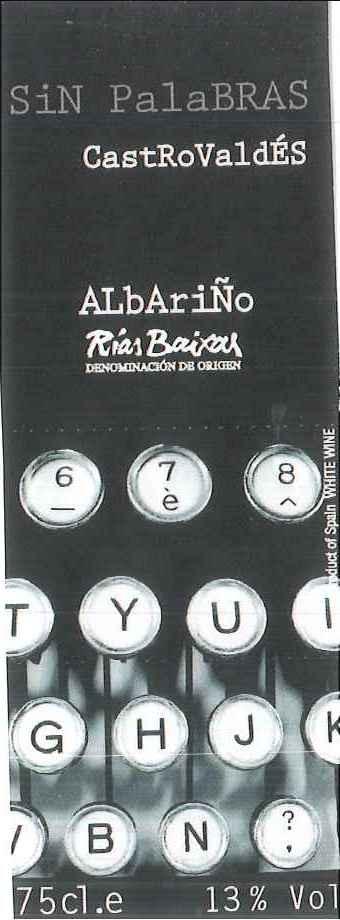 SiN PalaBRAS
CastRoValdÉS
ALbAriÑo
Rías Baixas
DENOMINACIÓN DE ORIGEN
6 7 8
_ è ^
T Y U I
G H J K
B N ?
,
of Spain WHITE WINE
75cl.e 13% Vol